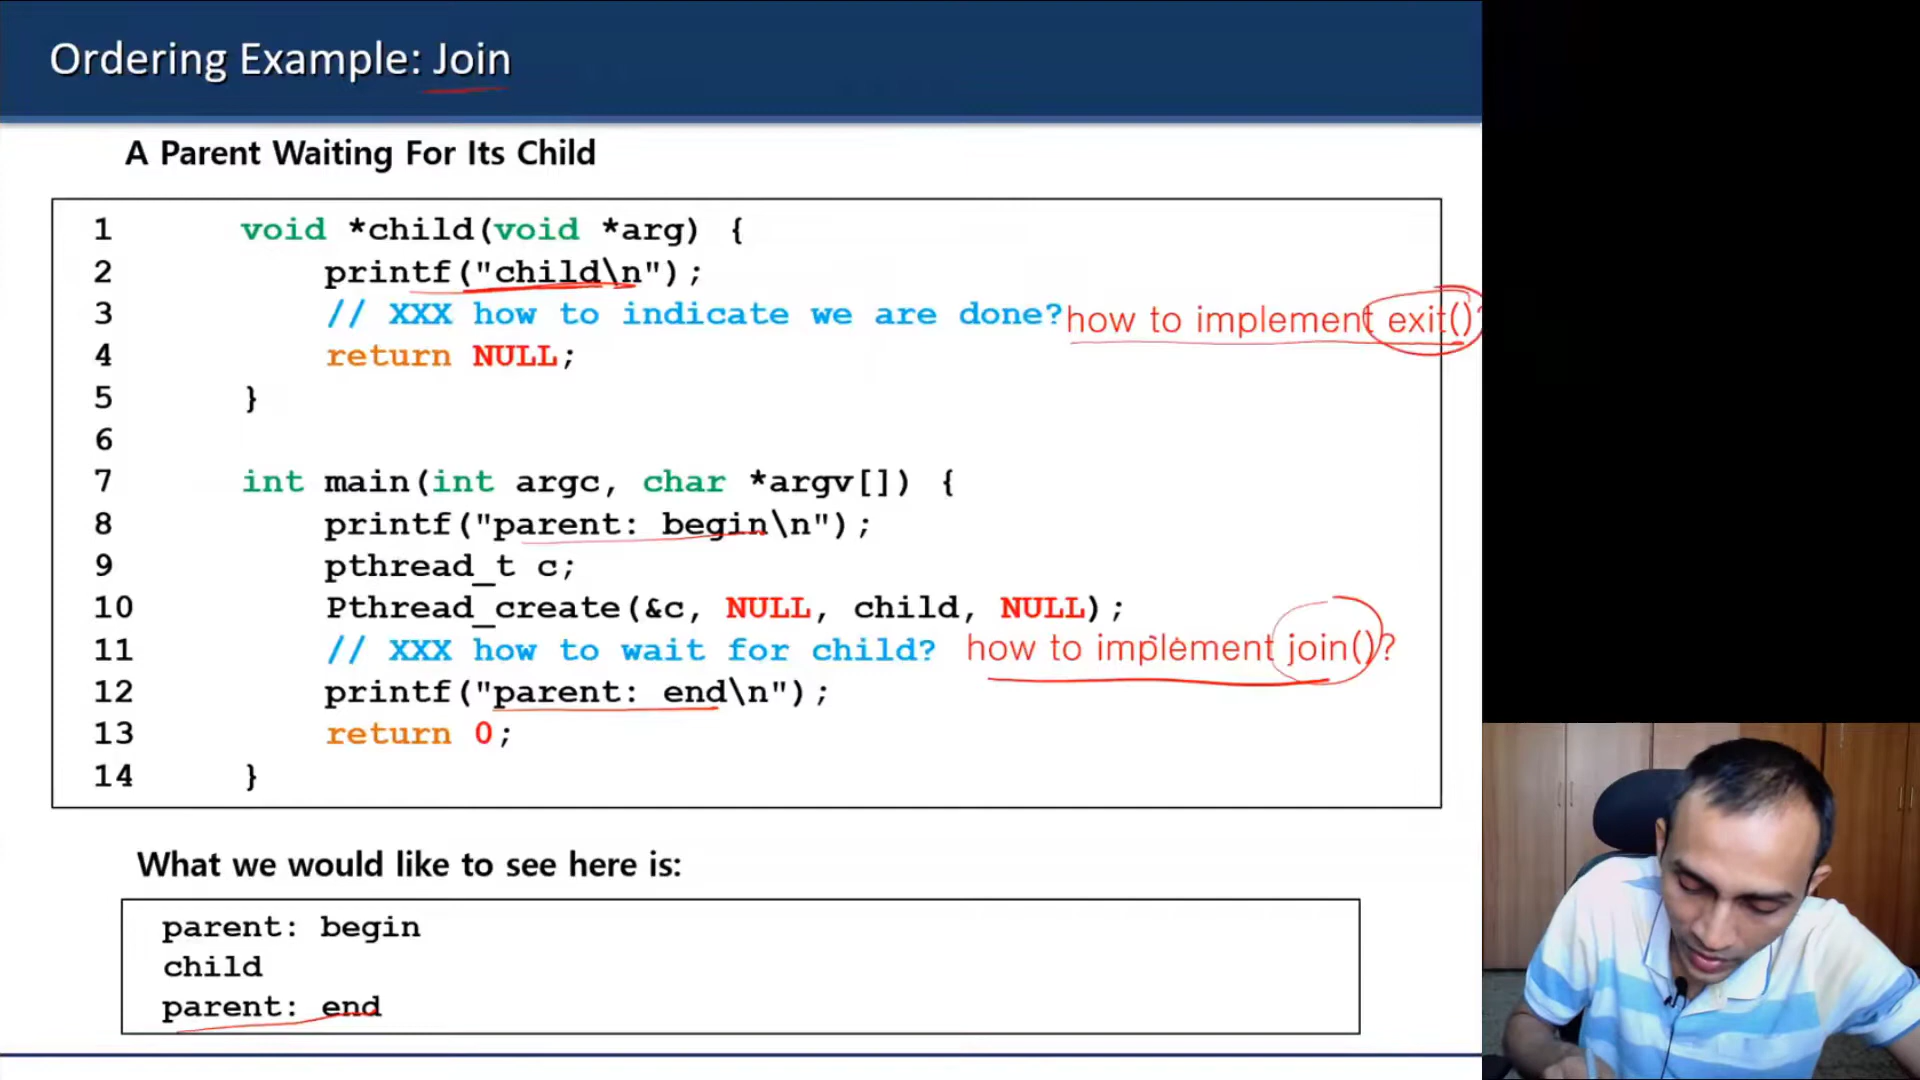 Ordering Example: Join
A Parent Waiting For Its Child
1 void *child(void *arg) {
2 printf("child\n");
3 // XXX how to indicate we are done? how to implement exit()?
4 return NULL;
5 }
6
7 int main(int argc, char *argv[]) {
8 printf("parent: begin\n");
9 pthread_t c;
10 Pthread_create(&c, NULL, child, NULL);
11 // XXX how to wait for child? how to implement join()?
12 printf("parent: end\n");
13 return 0;
14 }
What we would like to see here is:
parent: begin
child
parent: end